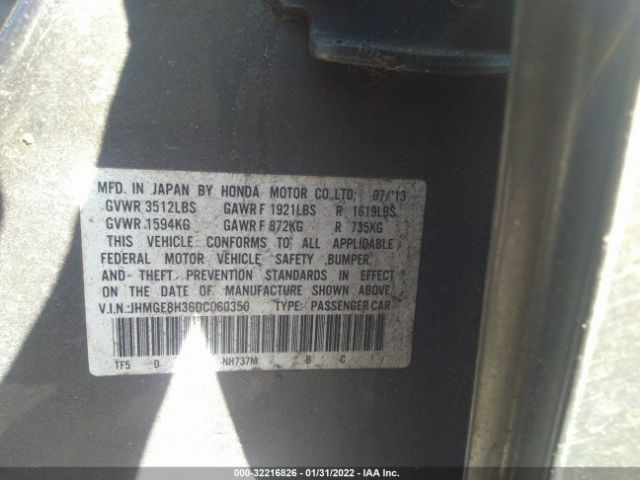 MFD. IN JAPAN BY HONDA MOTOR CO.,LTD. 07/'13
GVWR 3512LBS GAWR F 1921LBS R 1619LBS
GVWR 1594KG GAWR F 872KG R 735KG
THIS VEHICLE CONFORMS TO ALL APPLICABLE
FEDERAL MOTOR VEHICLE SAFETY ,BUMPER,
AND THEFT PREVENTION STANDARDS IN EFFECT
ON THE DATE OF MANUFACTURE SHOWN ABOVE.
V.I.N.:JHMGE8H36DC060350 TYPE: PASSENGER CAR
TF5 D NH737M B C
000-32216826 - 01/31/2022 - IAA Inc.